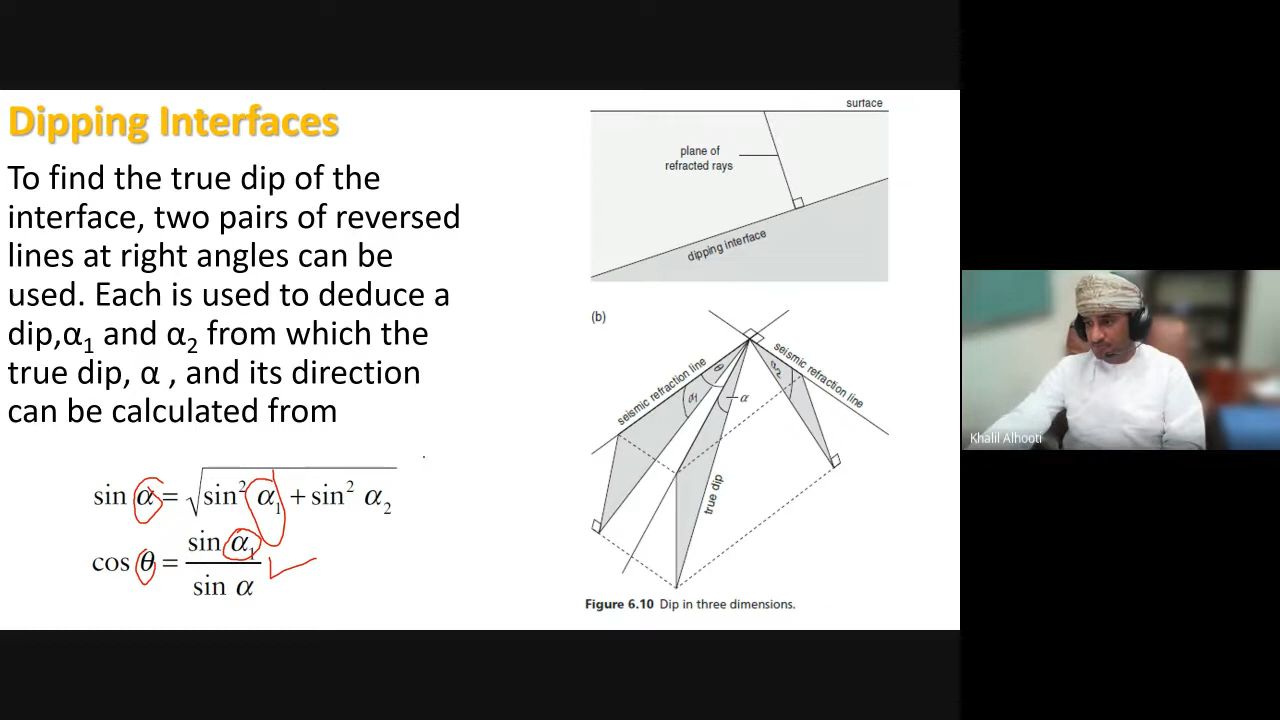 Dipping Interfaces
To find the true dip of the
interface, two pairs of reversed
lines at right angles can be
used. Each is used to deduce a
dip,α₁ and α₂ from which the
true dip, α , and its direction
can be calculated from
sin α = √(sin² α₁ + sin² α₂)
cos θ = sin α₁ / sin α
surface
plane of
refracted rays
dipping interface
(b)
seismic refraction line
seismic refraction line
θ
α₁
α
α₂
true dip
Figure 6.10 Dip in three dimensions.
Khalil Alhooti